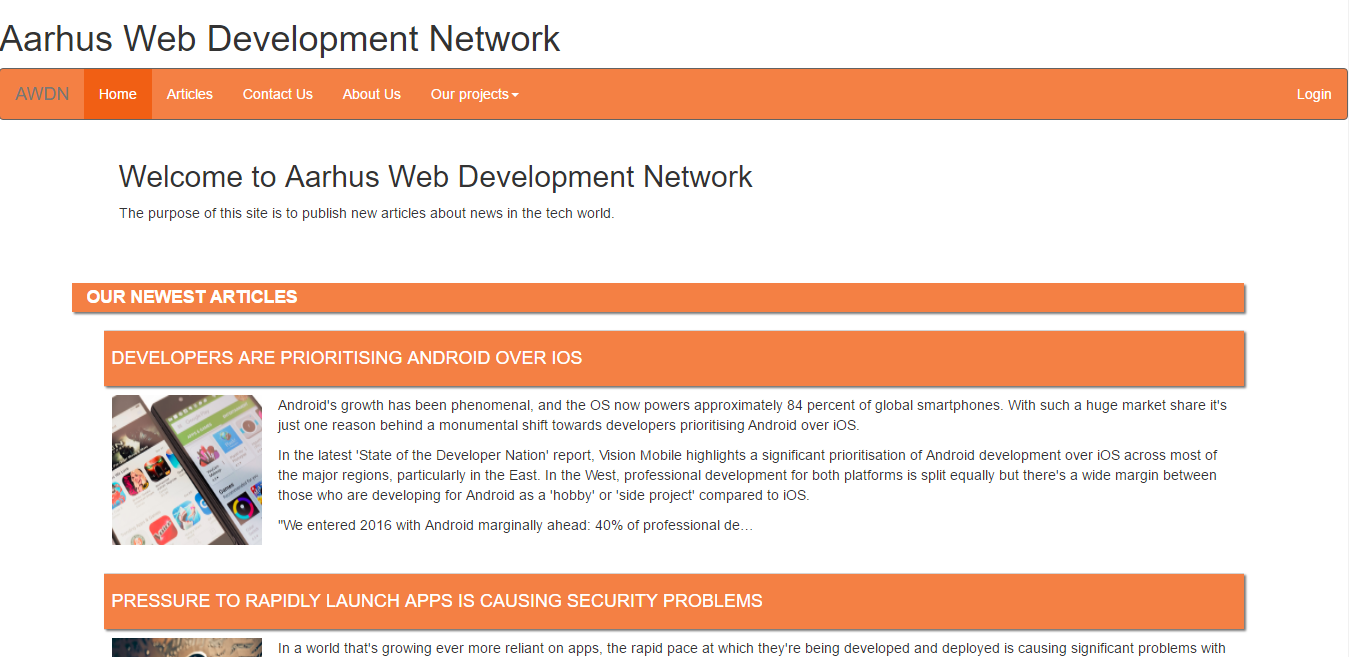 Aarhus Web Development Network
AWDN Home Articles Contact Us About Us Our projects Login
Welcome to Aarhus Web Development Network
The purpose of this site is to publish new articles about news in the tech world.
OUR NEWEST ARTICLES
DEVELOPERS ARE PRIORITISING ANDROID OVER IOS
Android's growth has been phenomenal, and the OS now powers approximately 84 percent of global smartphones. With such a huge market share it's
just one reason behind a monumental shift towards developers prioritising Android over iOS.
In the latest 'State of the Developer Nation' report, Vision Mobile highlights a significant prioritisation of Android development over iOS across most of
the major regions, particularly in the East. In the West, professional development for both platforms is split equally but there's a wide margin between
those who are developing for Android as a 'hobby' or 'side project' compared to iOS.
"We entered 2016 with Android marginally ahead: 40% of professional de…
PRESSURE TO RAPIDLY LAUNCH APPS IS CAUSING SECURITY PROBLEMS
In a world that's growing ever more reliant on apps, the rapid pace at which they're being developed and deployed is causing significant problems with